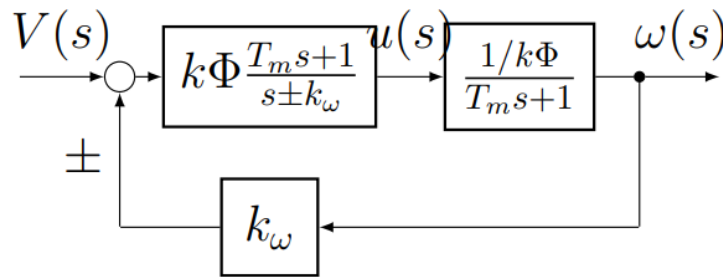 V(s)
u(s)
ω(s)
kΦ (T_m s+1)/(s±k_ω)
(1/kΦ)/(T_m s+1)
±
k_ω